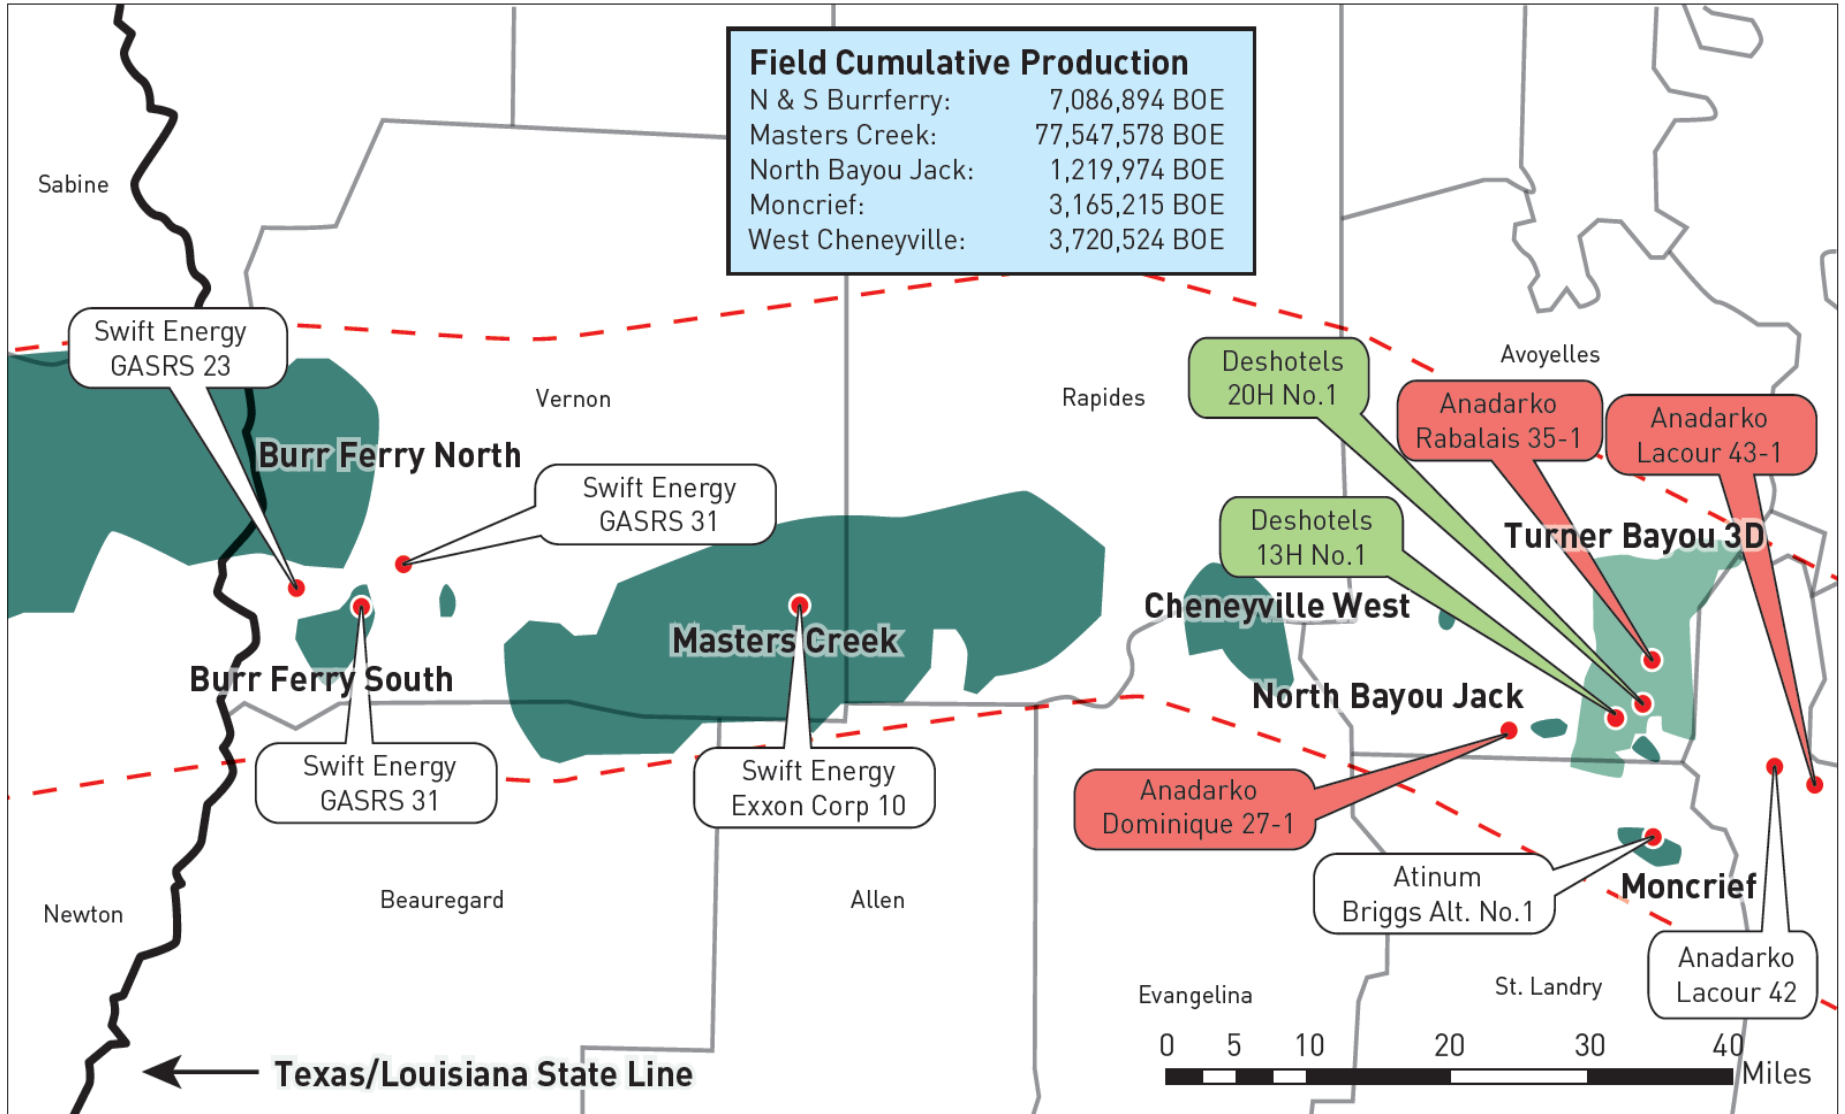 Field Cumulative Production
N & S Burrferry: 7,086,894 BOE
Masters Creek: 77,547,578 BOE
North Bayou Jack: 1,219,974 BOE
Moncrief: 3,165,215 BOE
West Cheneyville: 3,720,524 BOE
Sabine
Swift Energy
GASRS 23
Vernon
Rapides
Avoyelles
Deshotels
20H No.1
Anadarko
Rabalais 35-1
Anadarko
Lacour 43-1
Burr Ferry North
Swift Energy
GASRS 31
Deshotels
13H No.1
Turner Bayou 3D
Cheneyville West
Masters Creek
Burr Ferry South
North Bayou Jack
Swift Energy
GASRS 31
Swift Energy
Exxon Corp 10
Anadarko
Dominique 27-1
Atinum
Briggs Alt. No.1
Moncrief
Newton
Beauregard
Allen
Anadarko
Lacour 42
Evangelina
St. Landry
0 5 10 20 30 40
Miles
Texas/Louisiana State Line